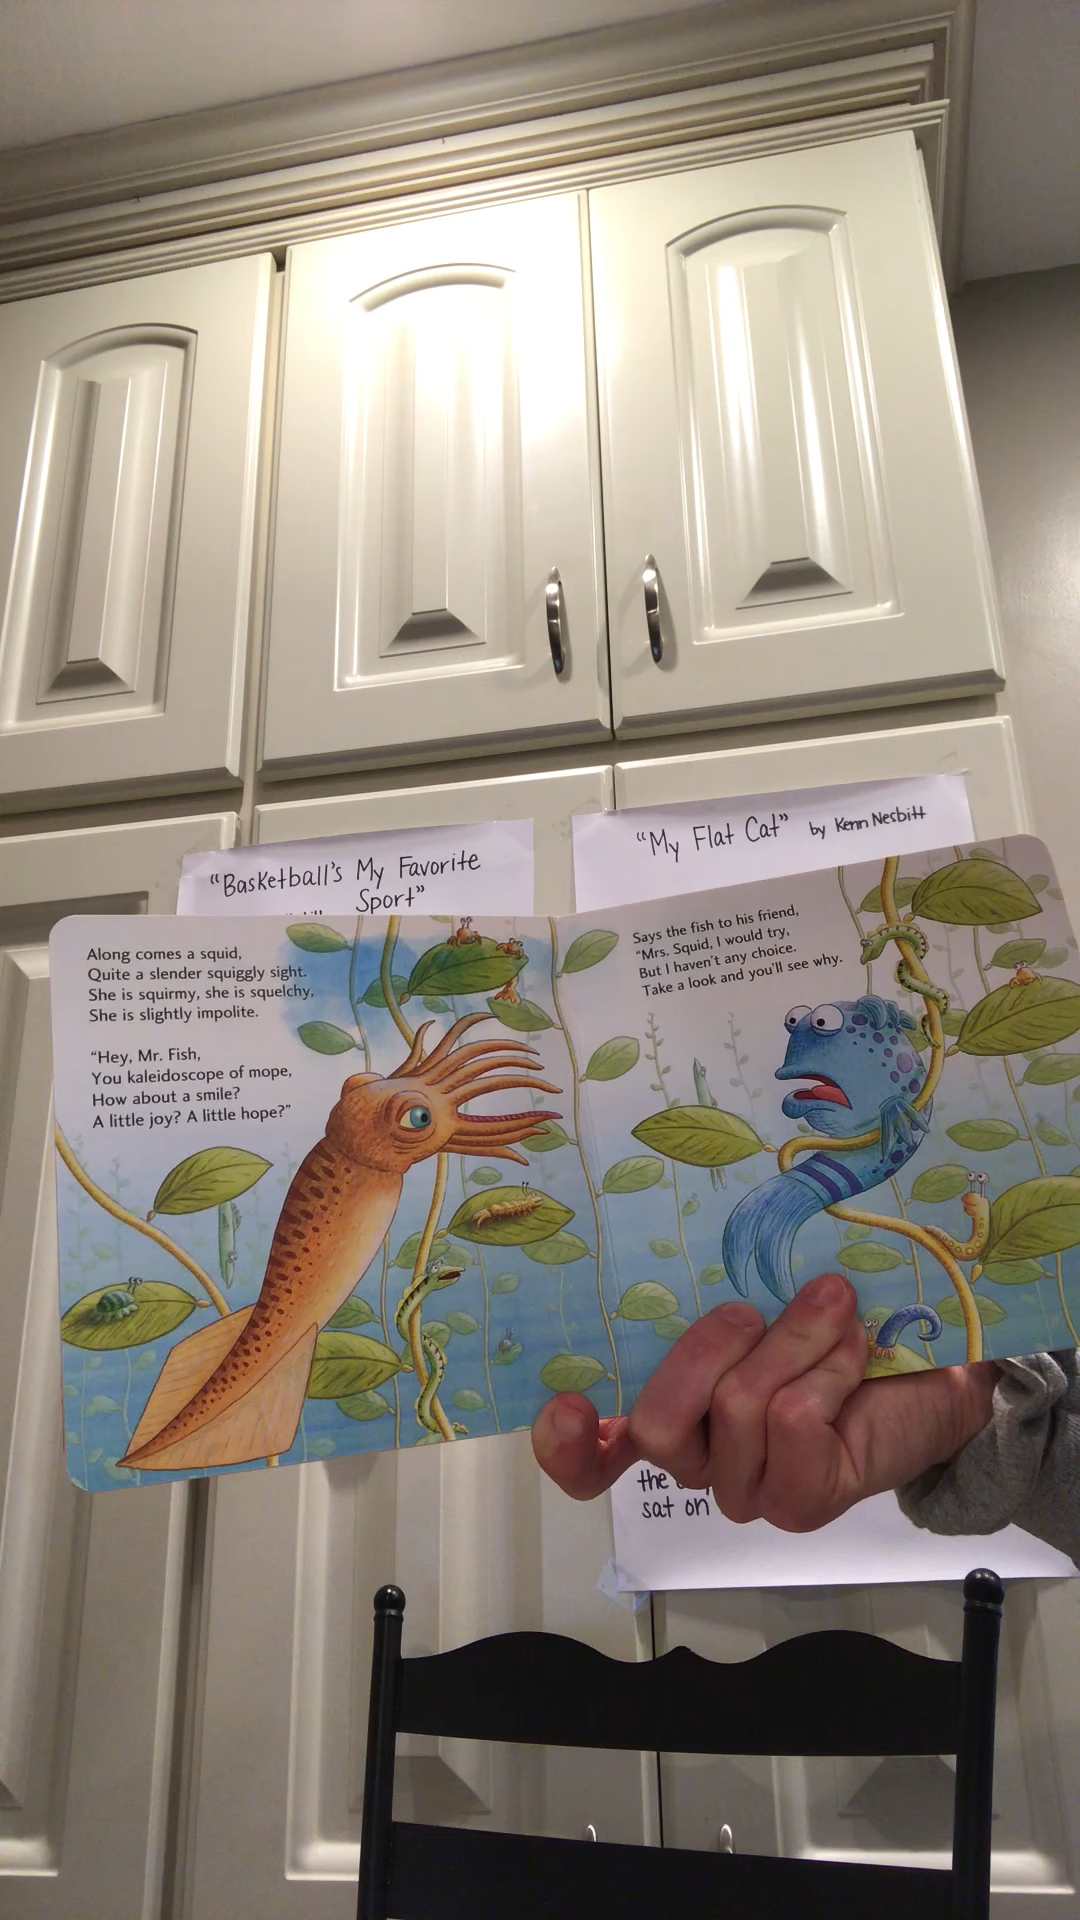 "Basketball's My Favorite
Sport"
"My Flat Cat" by Kenn Nesbitt
Along comes a squid,
Quite a slender squiggly sight.
She is squirmy, she is squelchy,
She is slightly impolite.
"Hey, Mr. Fish,
You kaleidoscope of mope,
How about a smile?
A little joy? A little hope?"
Says the fish to his friend,
"Mrs. Squid, I would try,
But I haven't any choice.
Take a look and you'll see why.
the
sat on